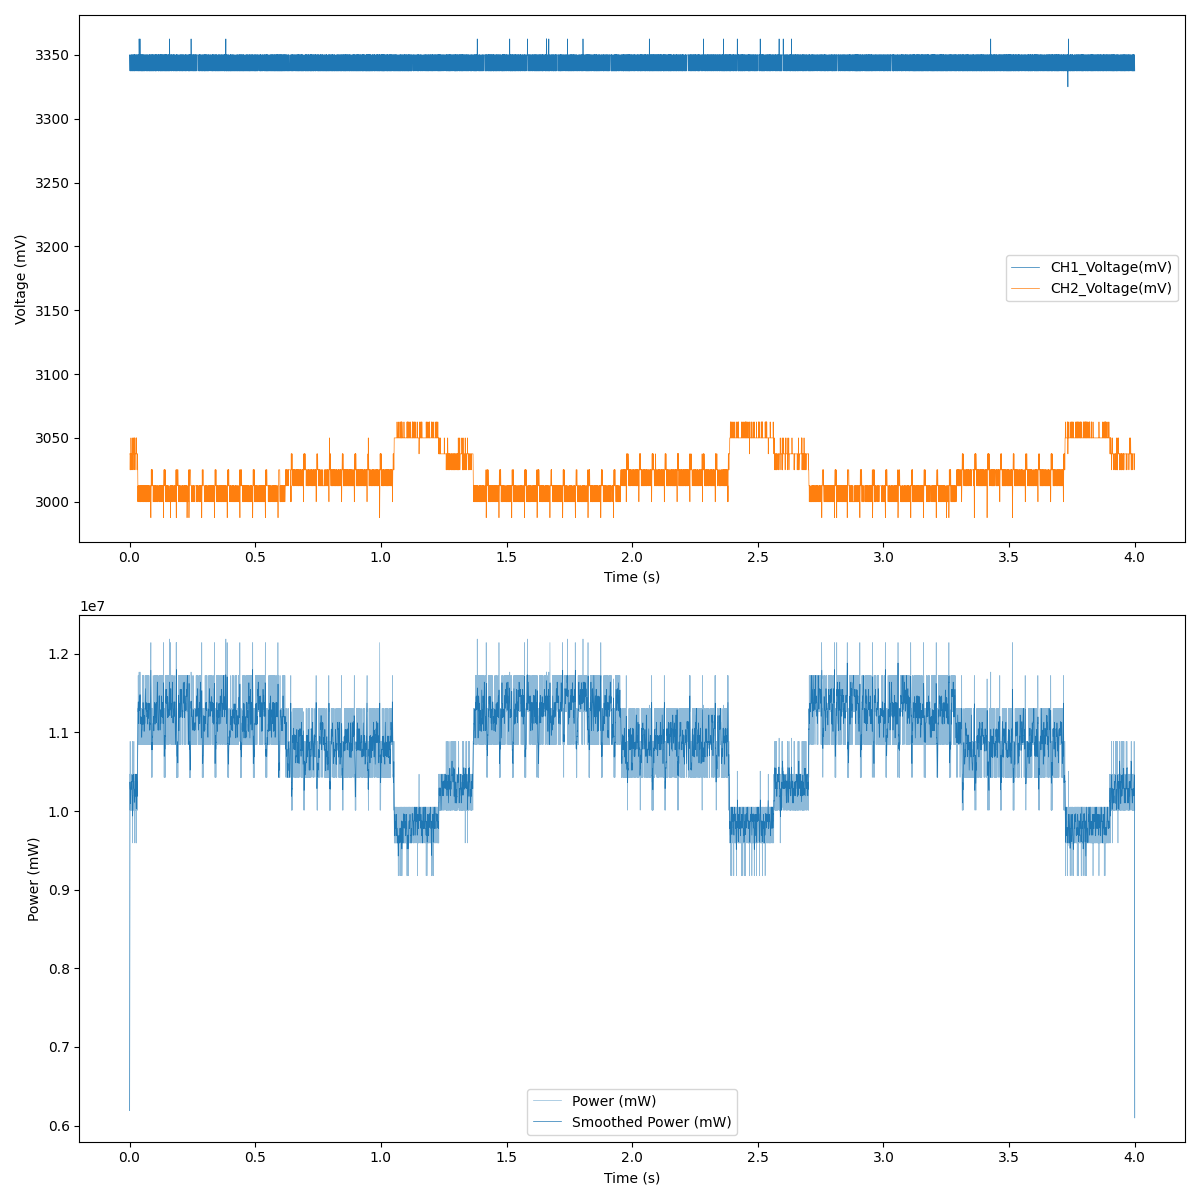 3350
3300
3250
3200
3150
3100
3050
3000
Voltage (mV)
CH1_Voltage(mV)
CH2_Voltage(mV)
0.0 0.5 1.0 1.5 2.0 2.5 3.0 3.5 4.0
Time (s)
1e7
1.2
1.1
1.0
0.9
0.8
0.7
0.6
Power (mW)
Power (mW)
Smoothed Power (mW)
0.0 0.5 1.0 1.5 2.0 2.5 3.0 3.5 4.0
Time (s)